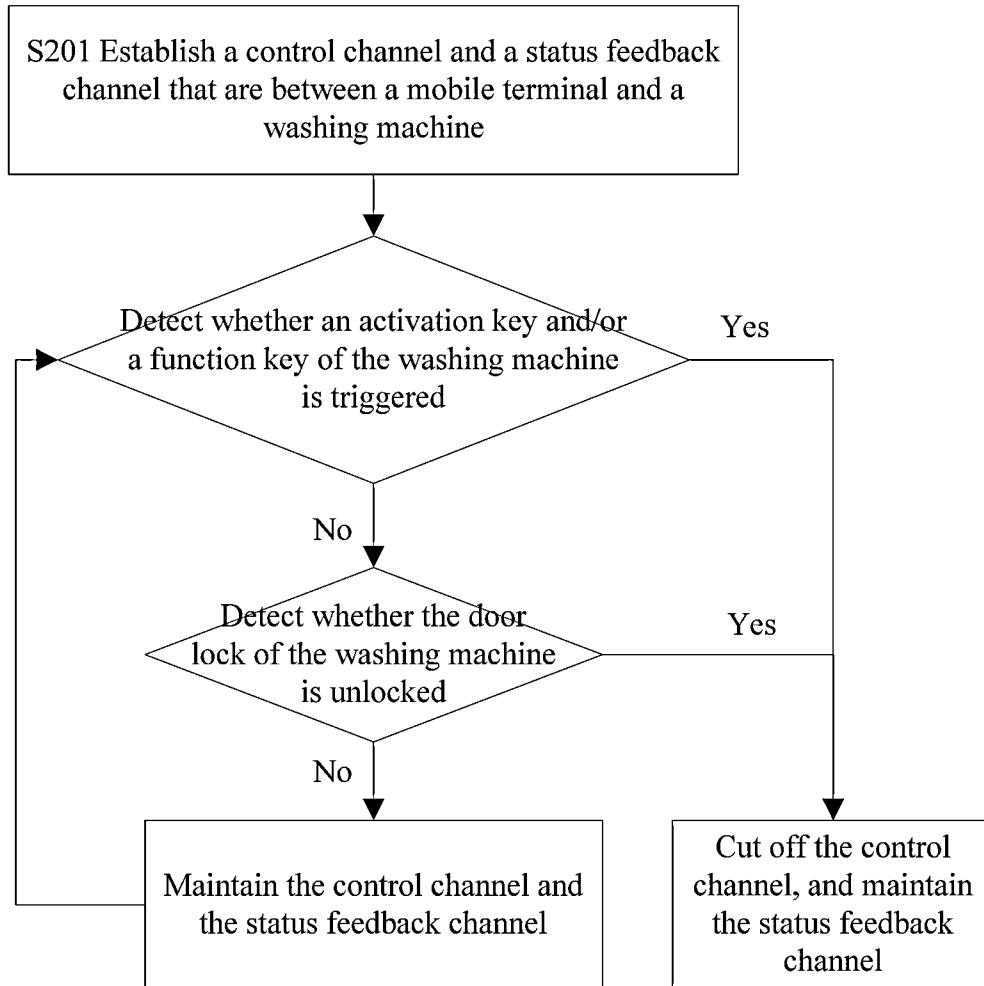 S201 Establish a control channel and a status feedback
channel that are between a mobile terminal and a
washing machine
Detect whether an activation key and/or
a function key of the washing machine
is triggered
Yes
No
Detect whether the door
lock of the washing machine
is unlocked
Yes
No
Maintain the control channel and
the status feedback channel
Cut off the control
channel, and maintain
the status feedback
channel